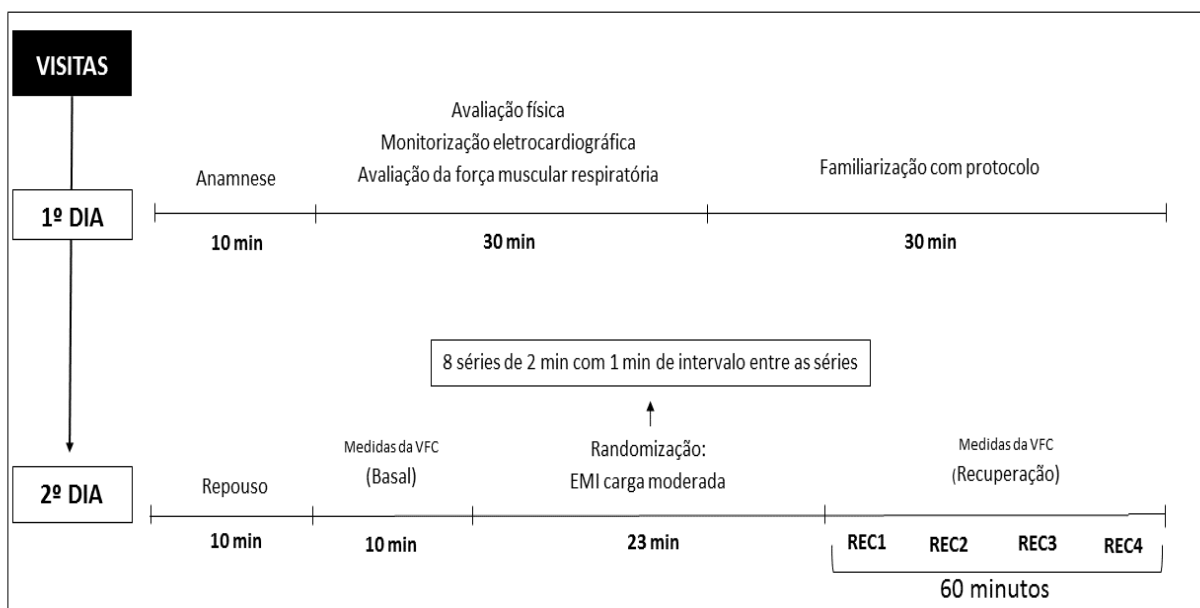 VISITAS
Avaliação física
Monitorização eletrocardiográfica
Avaliação da força muscular respiratória
Anamnese
Familiarização com protocolo
1º DIA
10 min
30 min
30 min
8 séries de 2 min com 1 min de intervalo entre as séries
Repouso
Medidas da VFC
(Basal)
Randomização:
EMI carga moderada
Medidas da VFC
(Recuperação)
2º DIA
10 min
10 min
23 min
REC1
REC2
REC3
REC4
60 minutos